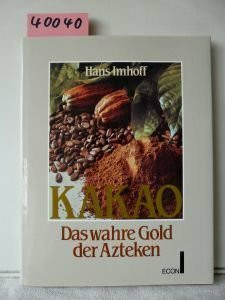 40040
Hans Imhoff
KAKAO
Das wahre Gold
der Azteken
ECON